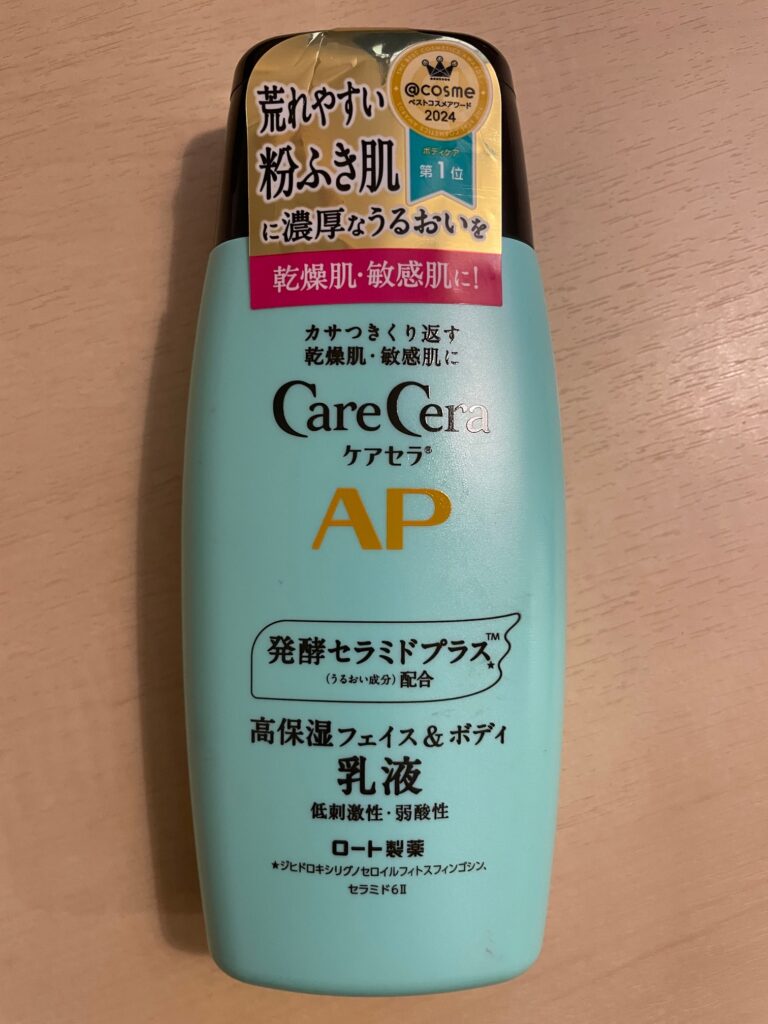 @cosme
ベストコスメアワード
2024
ボディケア
第1位
荒れやすい
粉ふき肌
に濃厚なうるおいを
乾燥肌・敏感肌に!
カサつきくり返す
乾燥肌・敏感肌に
CareCera
ケアセラ®
AP
発酵セラミドプラス™★
(うるおい成分) 配合
高保湿フェイス&ボディ
乳液
低刺激性・弱酸性
ロート製薬
★ジヒドロキシリグノセロイルフィトスフィンゴシン、
セラミド6Ⅱ